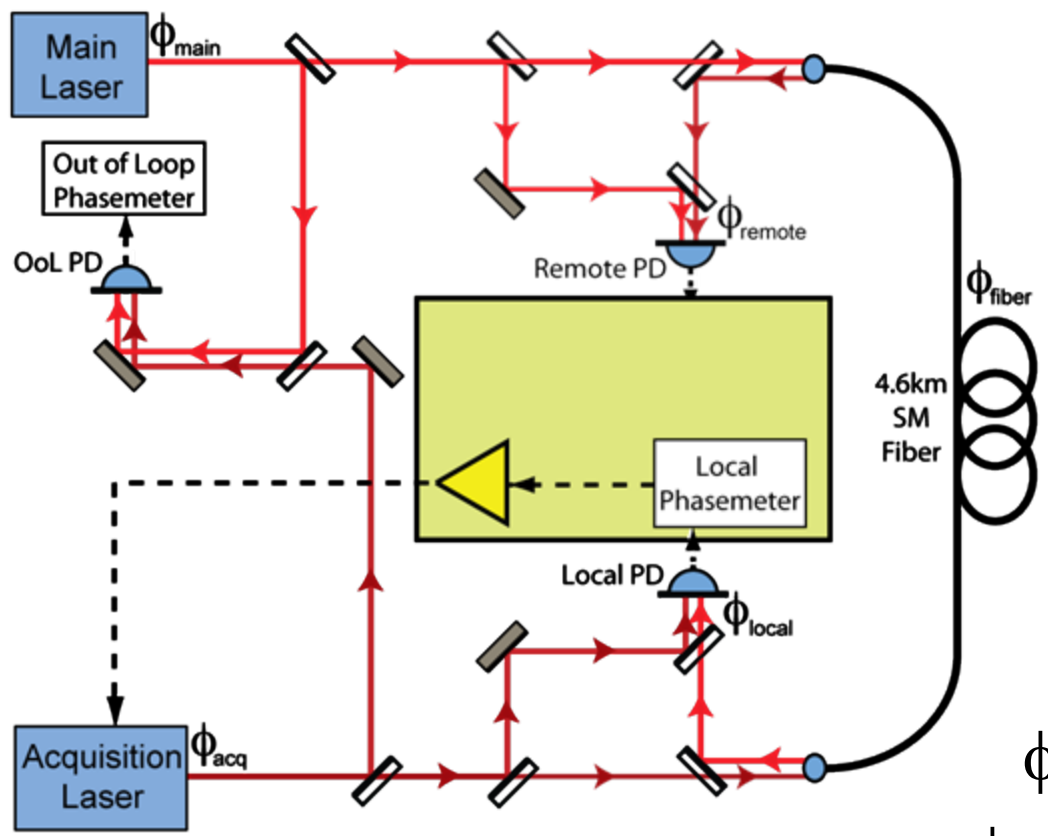 Main
Laser
ϕmain
Out of Loop
Phasemeter
OoL PD
ϕremote
Remote PD
ϕfiber
4.6km
SM
Fiber
Local
Phasemeter
Local PD
ϕlocal
Acquisition
Laser
ϕacq
ϕ